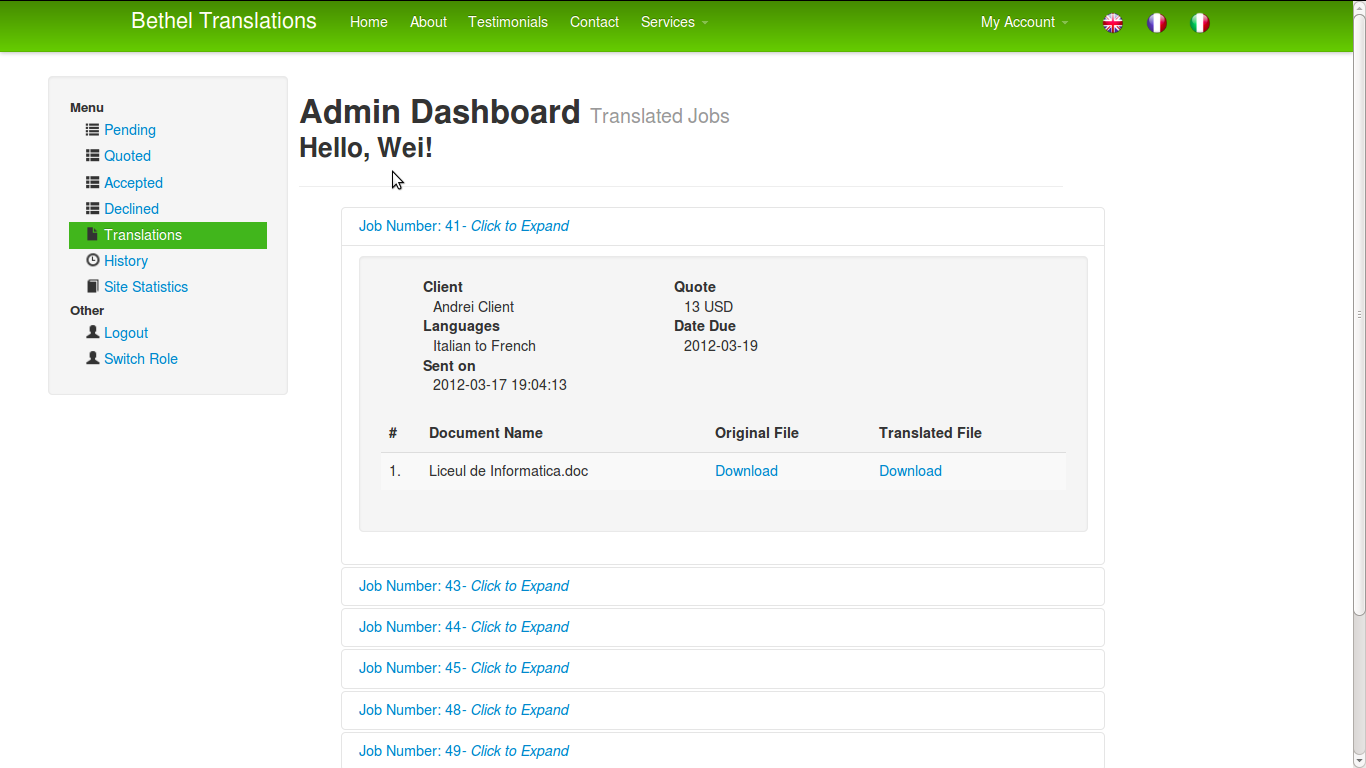 Bethel Translations Home About Testimonials Contact Services My Account
Menu
Pending
Quoted
Accepted
Declined
Translations
History
Site Statistics
Other
Logout
Switch Role
Admin Dashboard Translated Jobs
Hello, Wei!
Job Number: 41- Click to Expand
Client Quote
Andrei Client 13 USD
Languages Date Due
Italian to French 2012-03-19
Sent on
2012-03-17 19:04:13
# Document Name Original File Translated File
1. Liceul de Informatica.doc Download Download
Job Number: 43- Click to Expand
Job Number: 44- Click to Expand
Job Number: 45- Click to Expand
Job Number: 48- Click to Expand
Job Number: 49- Click to Expand